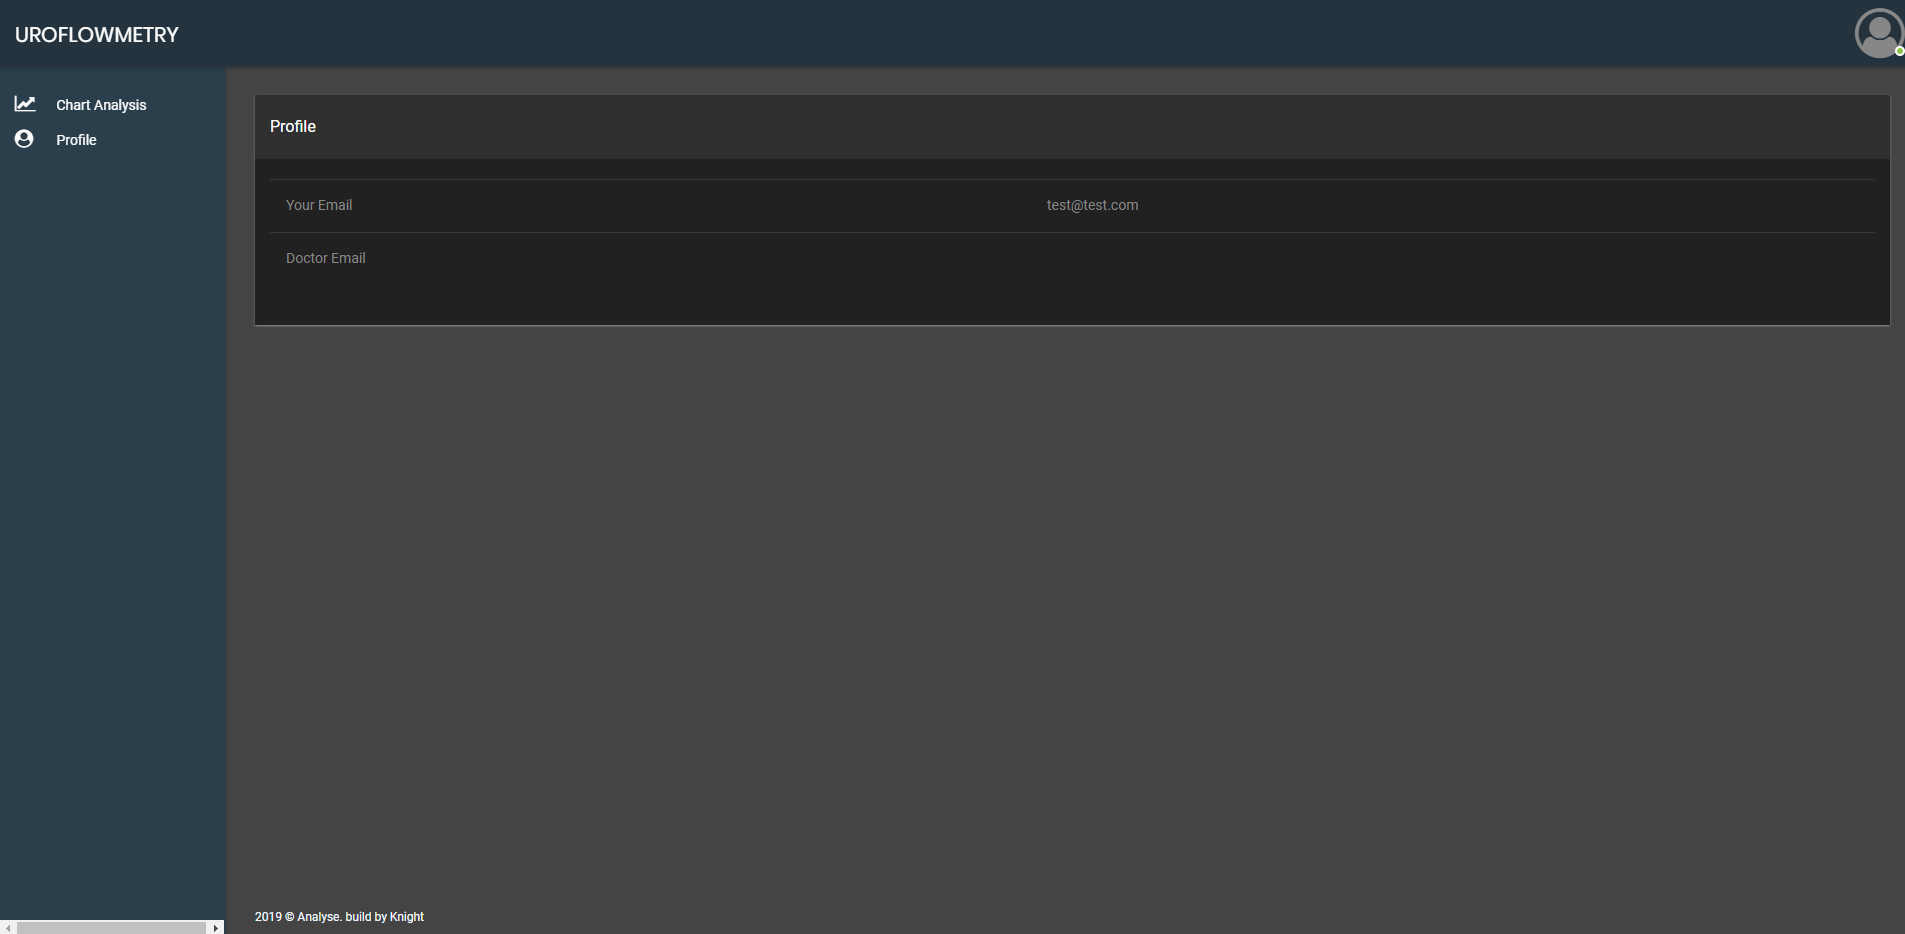 UROFLOWMETRY
Chart Analysis
Profile
Profile
Your Email test@test.com
Doctor Email
2019 © Analyse. build by Knight